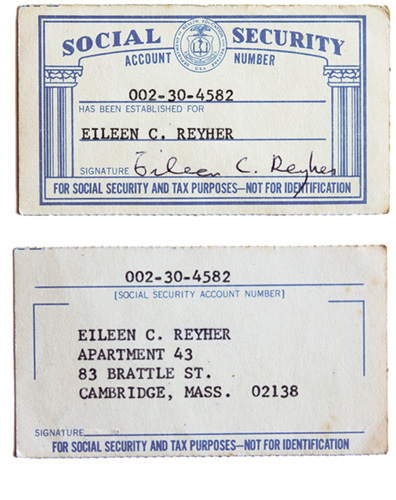 SOCIAL SECURITY
ACCOUNT NUMBER
002-30-4582
HAS BEEN ESTABLISHED FOR
EILEEN C. REYHER
SIGNATURE Eileen C. Reyher
FOR SOCIAL SECURITY AND TAX PURPOSES—NOT FOR IDENTIFICATION
002-30-4582
[SOCIAL SECURITY ACCOUNT NUMBER]
EILEEN C. REYHER
APARTMENT 43
83 BRATTLE ST.
CAMBRIDGE, MASS. 02138
SIGNATURE
FOR SOCIAL SECURITY AND TAX PURPOSES—NOT FOR IDENTIFICATION